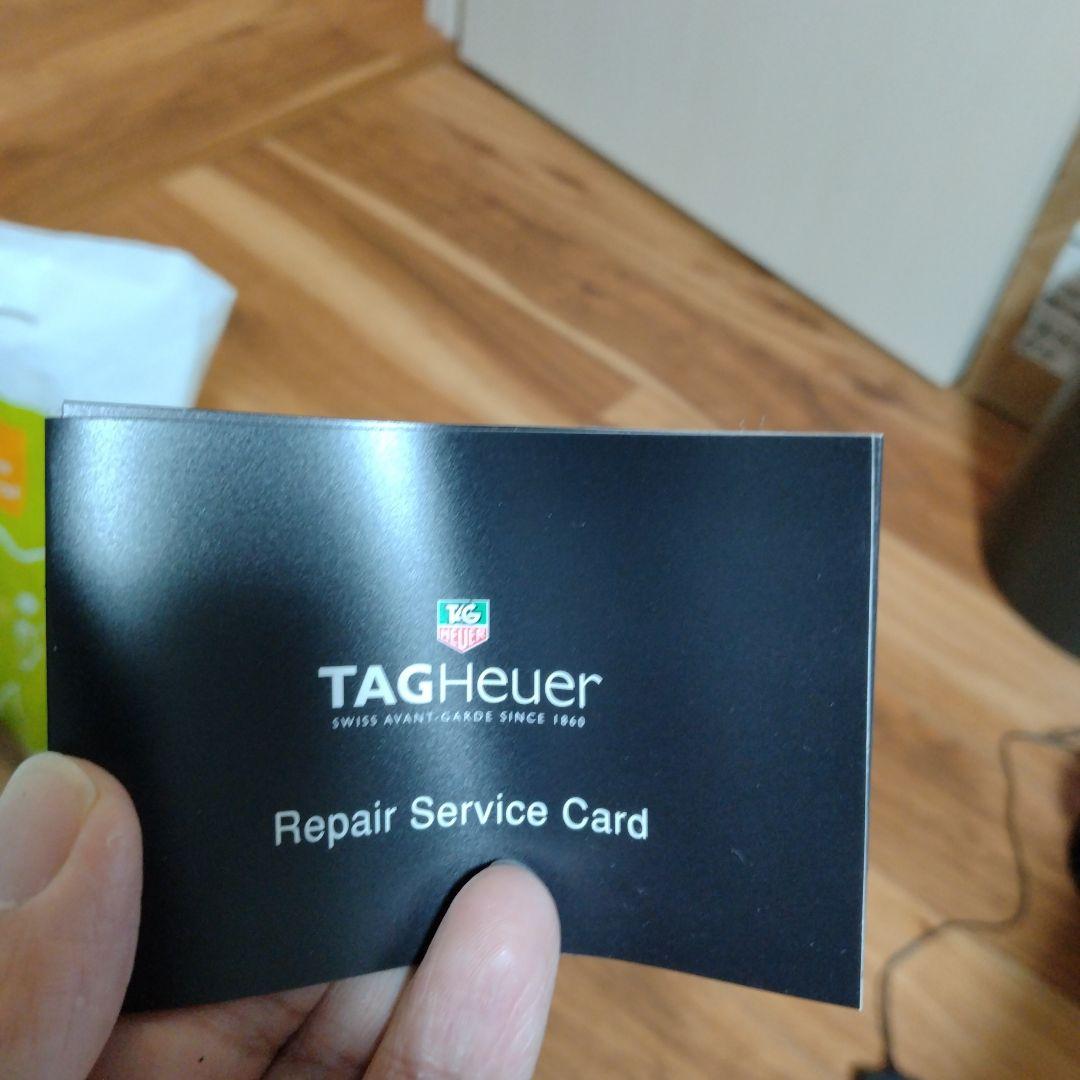 TAG
HEUER
TAGHeuer
SWISS AVANT-GARDE SINCE 1860
Repair Service Card